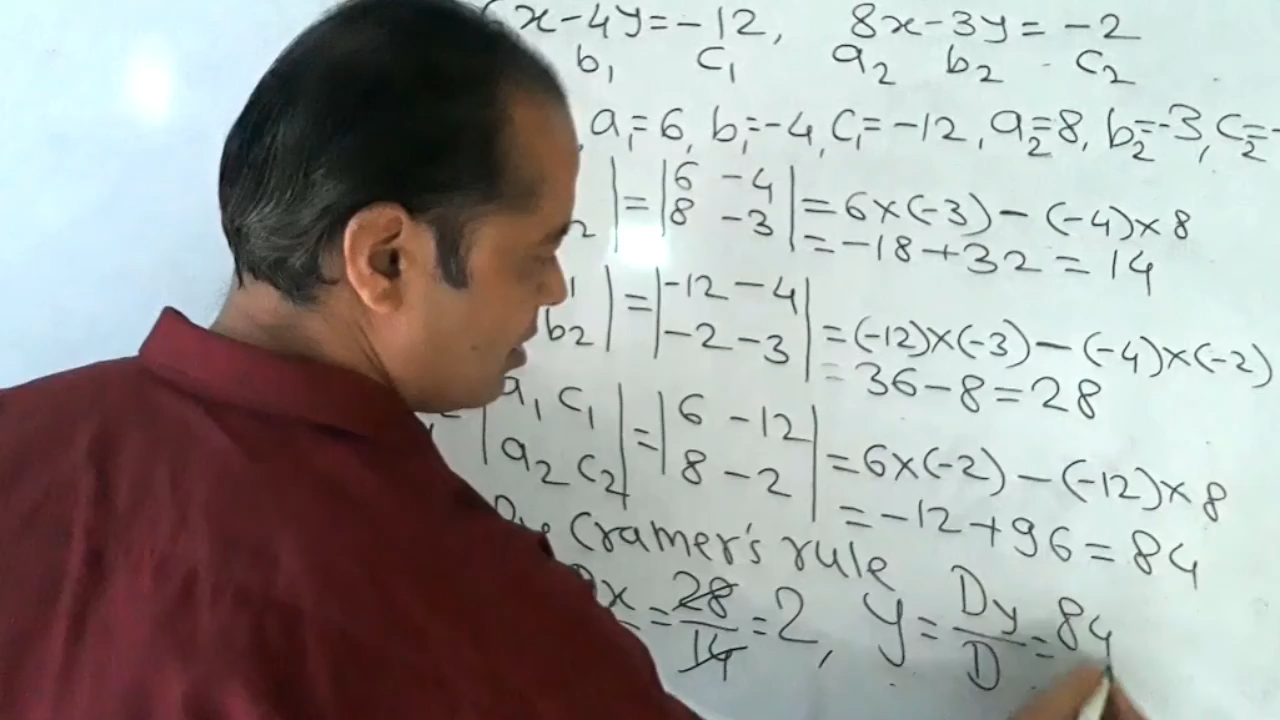 x-4y=-12, 8x-3y=-2
b₁ c₁ a₂ b₂ c₂
, a₁=6, b₁=-4, c₁=-12, a₂=8, b₂=-3, c₂=-
₂| = |6 -4| = 6×(-3) - (-4)×8
|8 -3| = -18+32 = 14
₁| = |-12 -4|
b₂| |-2 -3| = (-12)×(-3) - (-4)×(-2)
= 36-8=28
|a₁ c₁| = |6 -12|
|a₂ c₂| |8 -2| = 6×(-2) - (-12)×8
= -12+96=84
Cramer's rule
Dx = 28/14 = 2, y = Dy/D = 84